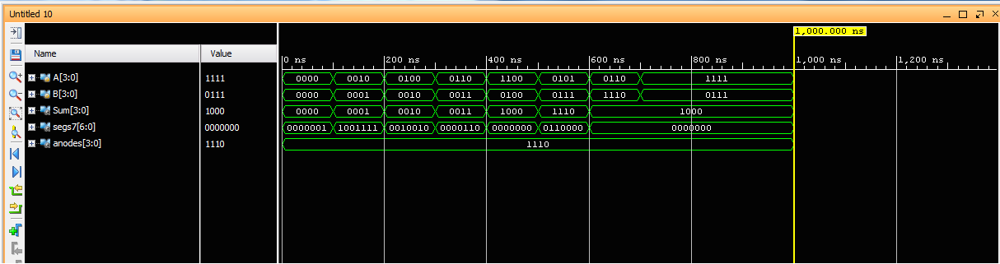 Untitled 10
1,000.000 ns
Name Value
0 ns 200 ns 400 ns 600 ns 800 ns 1,000 ns 1,200 ns
A[3:0] 1111 0000 0010 0100 0110 1100 0101 0110 1111
B[3:0] 0111 0000 0001 0010 0011 0100 0111 1110 0111
Sum[3:0] 1000 0000 0001 0010 0011 1000 1110 1000
segs7[6:0] 0000000 0000001 1001111 0010010 0000110 0000000 0110000 0000000
anodes[3:0] 1110 1110